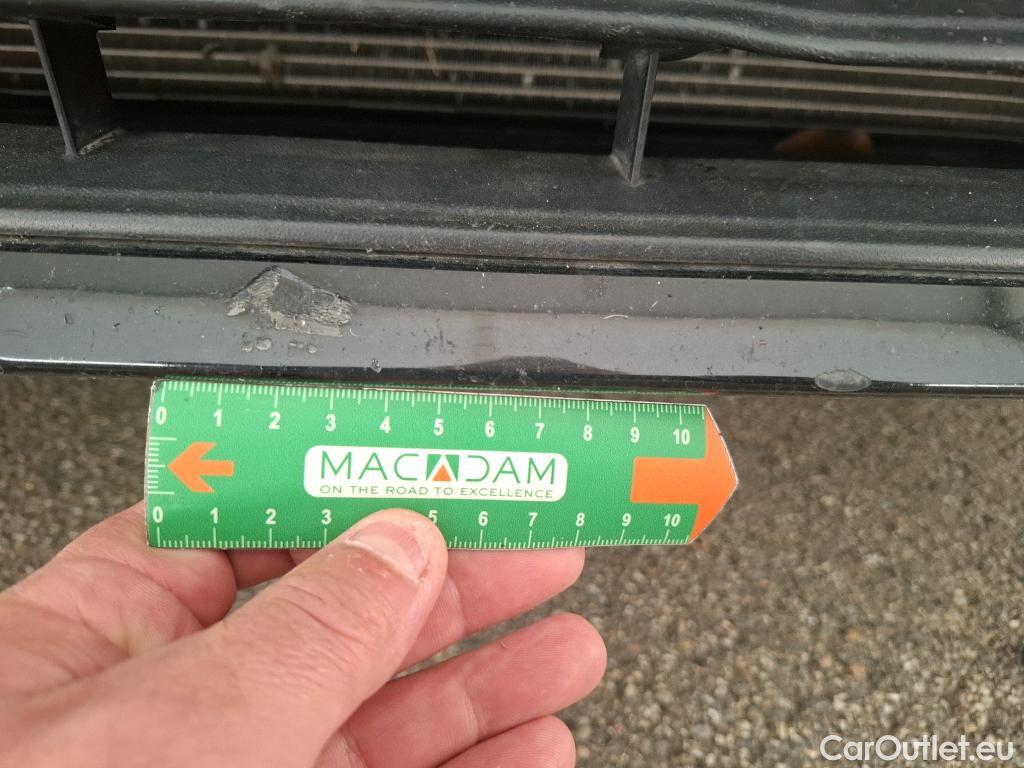 0 1 2 3 4 5 6 7 8 9 10
MACADAM
ON THE ROAD TO EXCELLENCE
0 1 2 3 5 6 7 8 9 10
CarOutlet.eu